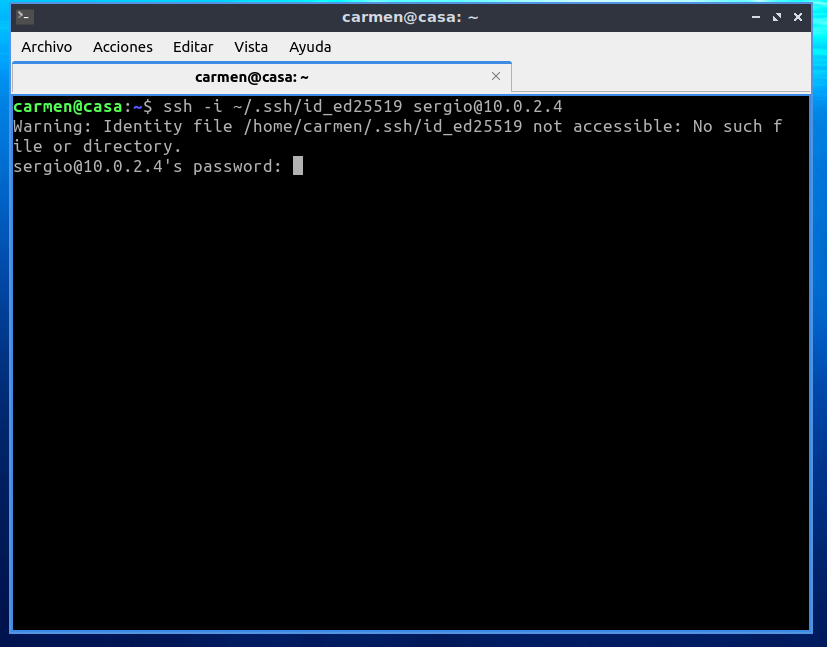 carmen@casa: ~
Archivo Acciones Editar Vista Ayuda
carmen@casa: ~
carmen@casa:~$ ssh -i ~/.ssh/id_ed25519 sergio@10.0.2.4
Warning: Identity file /home/carmen/.ssh/id_ed25519 not accessible: No such f
ile or directory.
sergio@10.0.2.4's password: